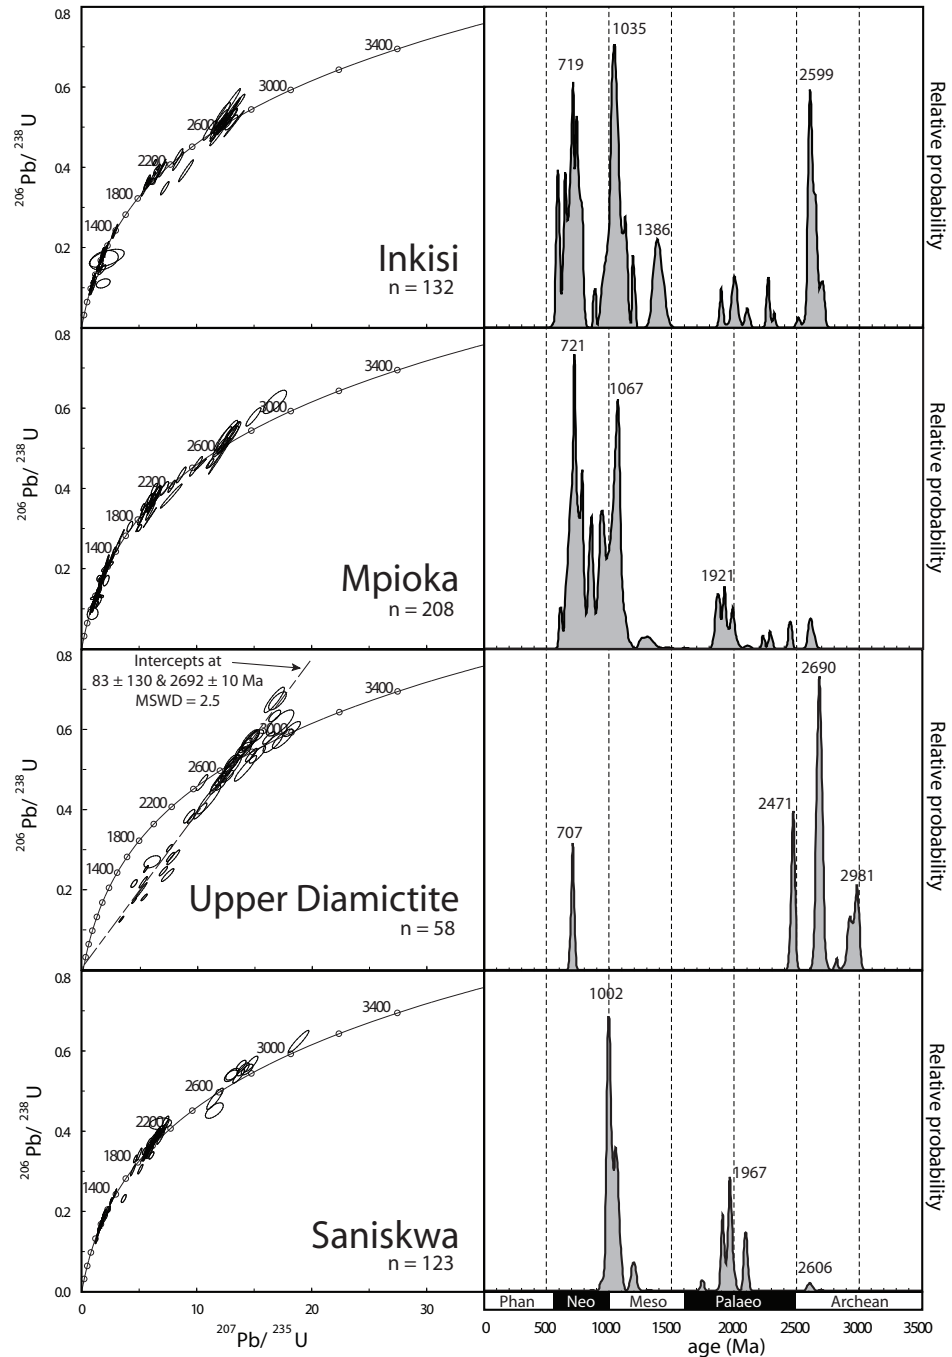 0.8
0.6
0.4
0.2
206Pb/ 238U
1400
1800
2200
2600
3000
3400
Inkisi
n = 132
719
1035
1386
2599
Relative probability
0.8
0.6
0.4
0.2
206Pb/ 238U
1400
1800
2200
2600
3000
3400
Mpioka
n = 208
721
1067
1921
Relative probability
0.8
0.6
0.4
0.2
206Pb/ 238U
Intercepts at
83 ± 130 & 2692 ± 10 Ma
MSWD = 2.5
1400
1800
2200
2600
3000
3400
Upper Diamictite
n = 58
707
2471
2690
2981
Relative probability
0.8
0.6
0.4
0.2
0.0
206Pb/ 238U
1400
1800
2200
2600
3000
3400
Saniskwa
n = 123
1002
1967
2606
Relative probability
Phan Neo Meso Palaeo Archean
0 10 20 30
207Pb/ 235U
0 500 1000 1500 2000 2500 3000 3500
age (Ma)